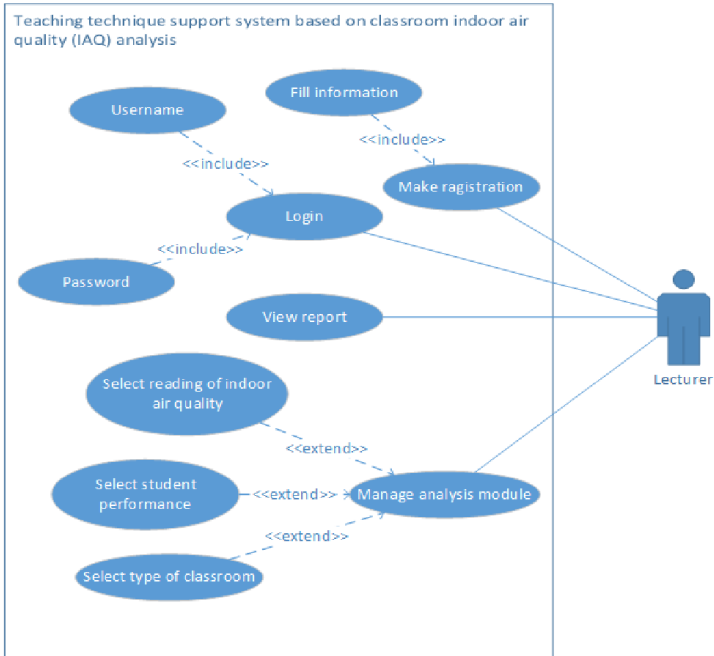 Teaching technique support system based on classroom indoor air
quality (IAQ) analysis
Fill information
Username
<<include>>
<<include>>
Make ragistration
Login
<<include>>
Password
View report
Lecturer
Select reading of indoor
air quality
<<extend>>
Select student
performance
<<extend>>
Manage analysis module
<<extend>>
Select type of classroom